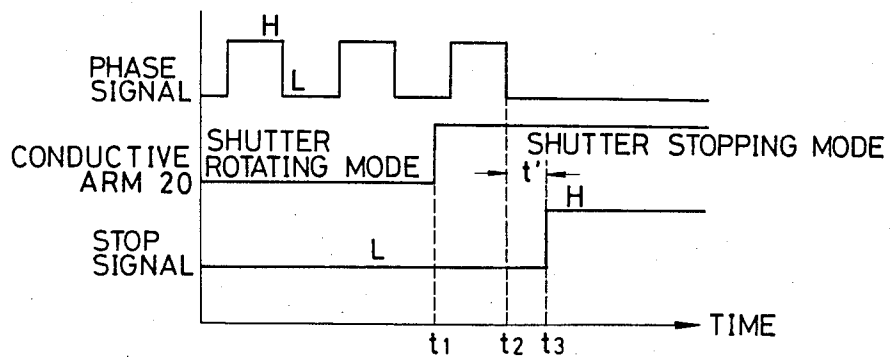 H
PHASE
SIGNAL
L
SHUTTER
ROTATING MODE
CONDUCTIVE
ARM 20
SHUTTER STOPPING MODE
t'
H
STOP
SIGNAL
L
TIME
t1 t2 t3